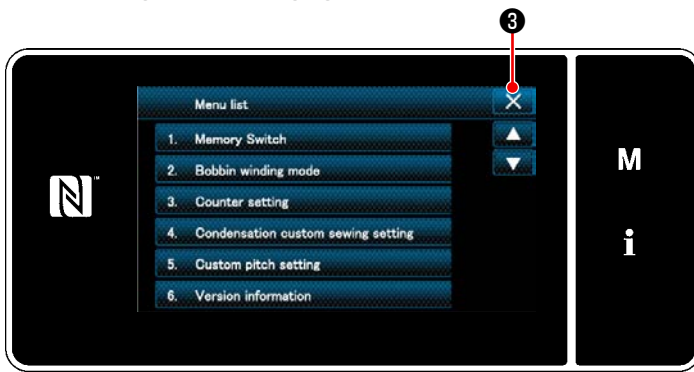 ❸
Menu list
1. Memory Switch
2. Bobbin winding mode
3. Counter setting
4. Condensation custom sewing setting
5. Custom pitch setting
6. Version information
M
i